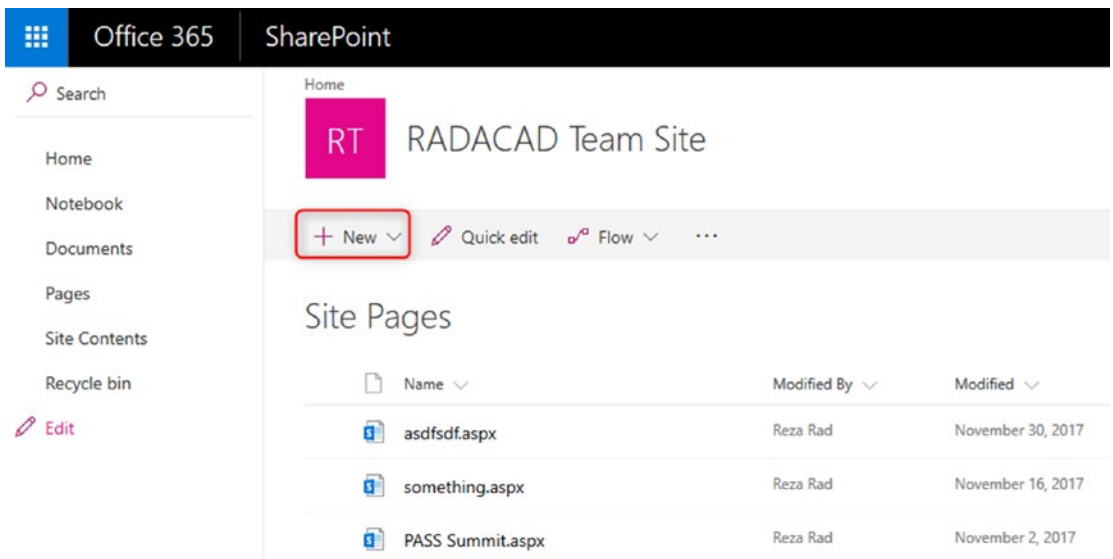 Office 365 SharePoint
Search
Home
Notebook
Documents
Pages
Site Contents
Recycle bin
Edit
Home
RT RADACAD Team Site
New Quick edit Flow ...
Site Pages
Name Modified By Modified
asdfsdf.aspx Reza Rad November 30, 2017
something.aspx Reza Rad November 16, 2017
PASS Summit.aspx Reza Rad November 2, 2017